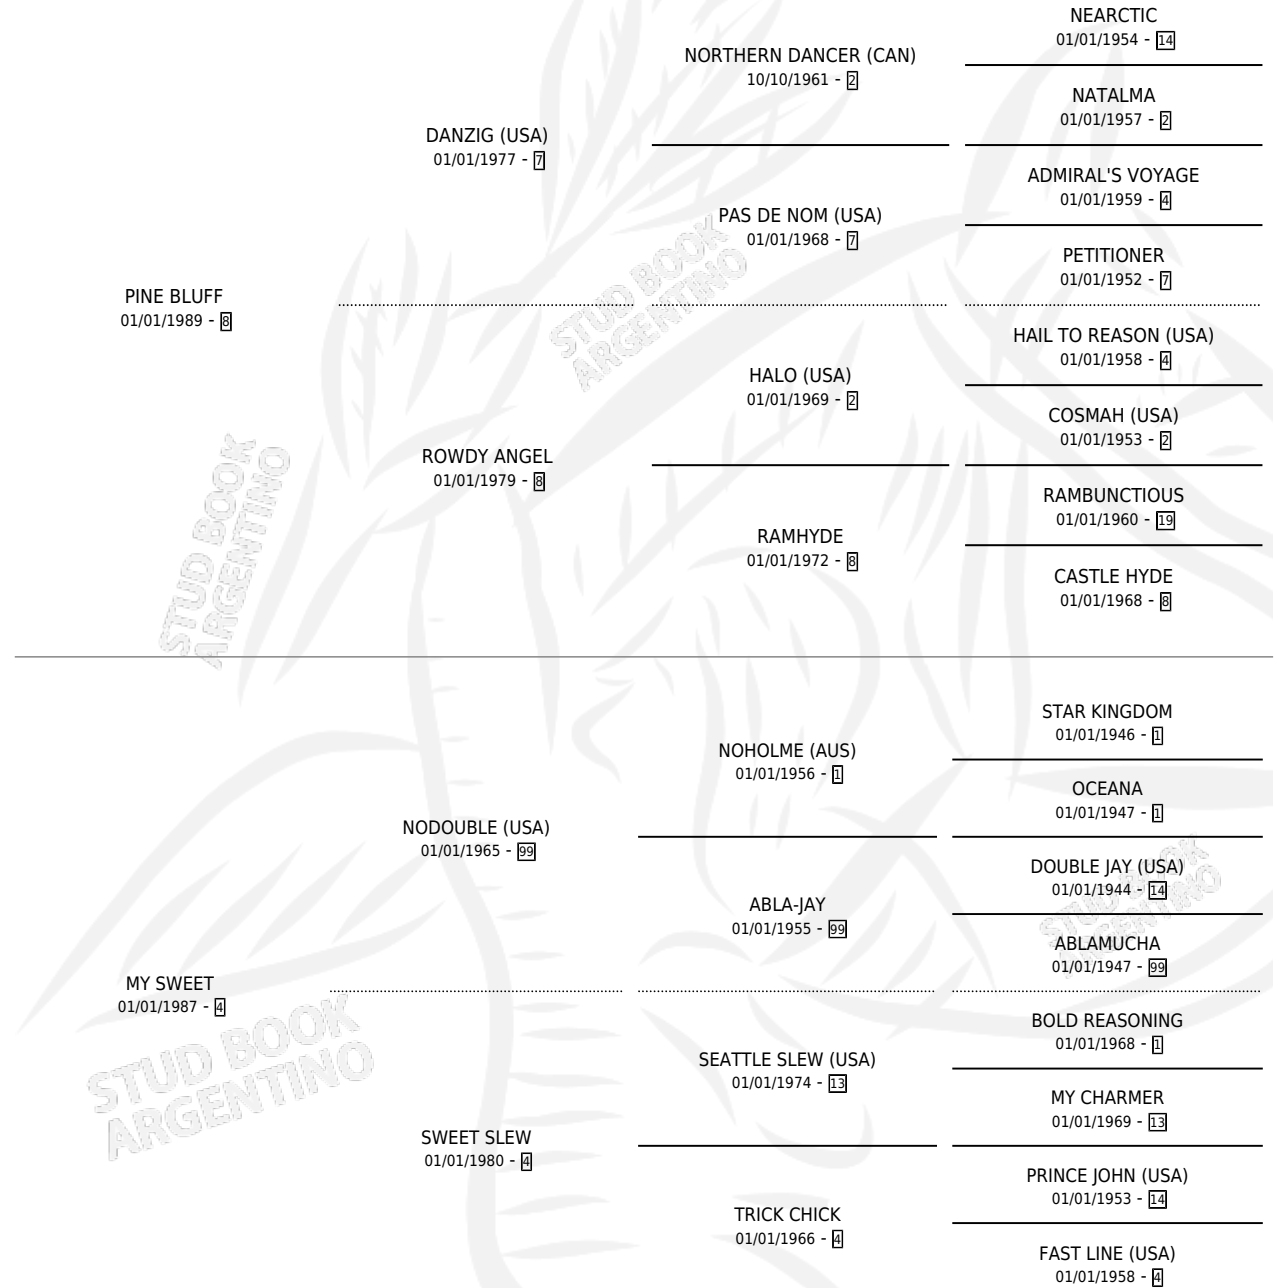 NEARCTIC
01/01/1954 - 14
NORTHERN DANCER (CAN)
10/10/1961 - 2
NATALMA
01/01/1957 - 2
DANZIG (USA)
01/01/1977 - 7
ADMIRAL'S VOYAGE
01/01/1959 - 4
PAS DE NOM (USA)
01/01/1968 - 7
PETITIONER
01/01/1952 - 7
PINE BLUFF
01/01/1989 - 8
HAIL TO REASON (USA)
01/01/1958 - 4
HALO (USA)
01/01/1969 - 2
COSMAH (USA)
01/01/1953 - 2
ROWDY ANGEL
01/01/1979 - 8
RAMBUNCTIOUS
01/01/1960 - 19
RAMHYDE
01/01/1972 - 8
CASTLE HYDE
01/01/1968 - 8
STUD BOOK
ARGENTINO
STUD BOOK
ARGENTINO
STAR KINGDOM
01/01/1946 - 1
NOHOLME (AUS)
01/01/1956 - 1
OCEANA
01/01/1947 - 1
NODOUBLE (USA)
01/01/1965 - 99
DOUBLE JAY (USA)
01/01/1944 - 14
ABLA-JAY
01/01/1955 - 99
ABLAMUCHA
01/01/1947 - 99
MY SWEET
01/01/1987 - 4
BOLD REASONING
01/01/1968 - 1
SEATTLE SLEW (USA)
01/01/1974 - 13
MY CHARMER
01/01/1969 - 13
SWEET SLEW
01/01/1980 - 4
PRINCE JOHN (USA)
01/01/1953 - 14
TRICK CHICK
01/01/1966 - 4
FAST LINE (USA)
01/01/1958 - 4
STUD BOOK
ARGENTINO
STUD BOOK
ARGENTINO